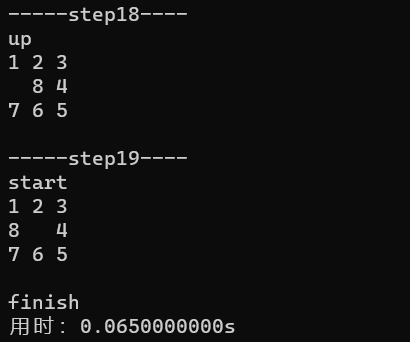 -----step18----
up
1 2 3
  8 4
7 6 5

-----step19----
start
1 2 3
8   4
7 6 5

finish
用时：0.0650000000s